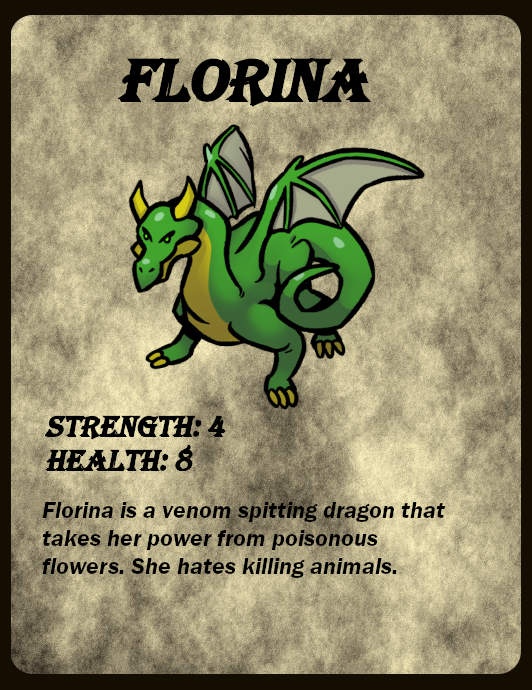 FLORINA
STRENGTH: 4
HEALTH: 8
Florina is a venom spitting dragon that
takes her power from poisonous
flowers. She hates killing animals.